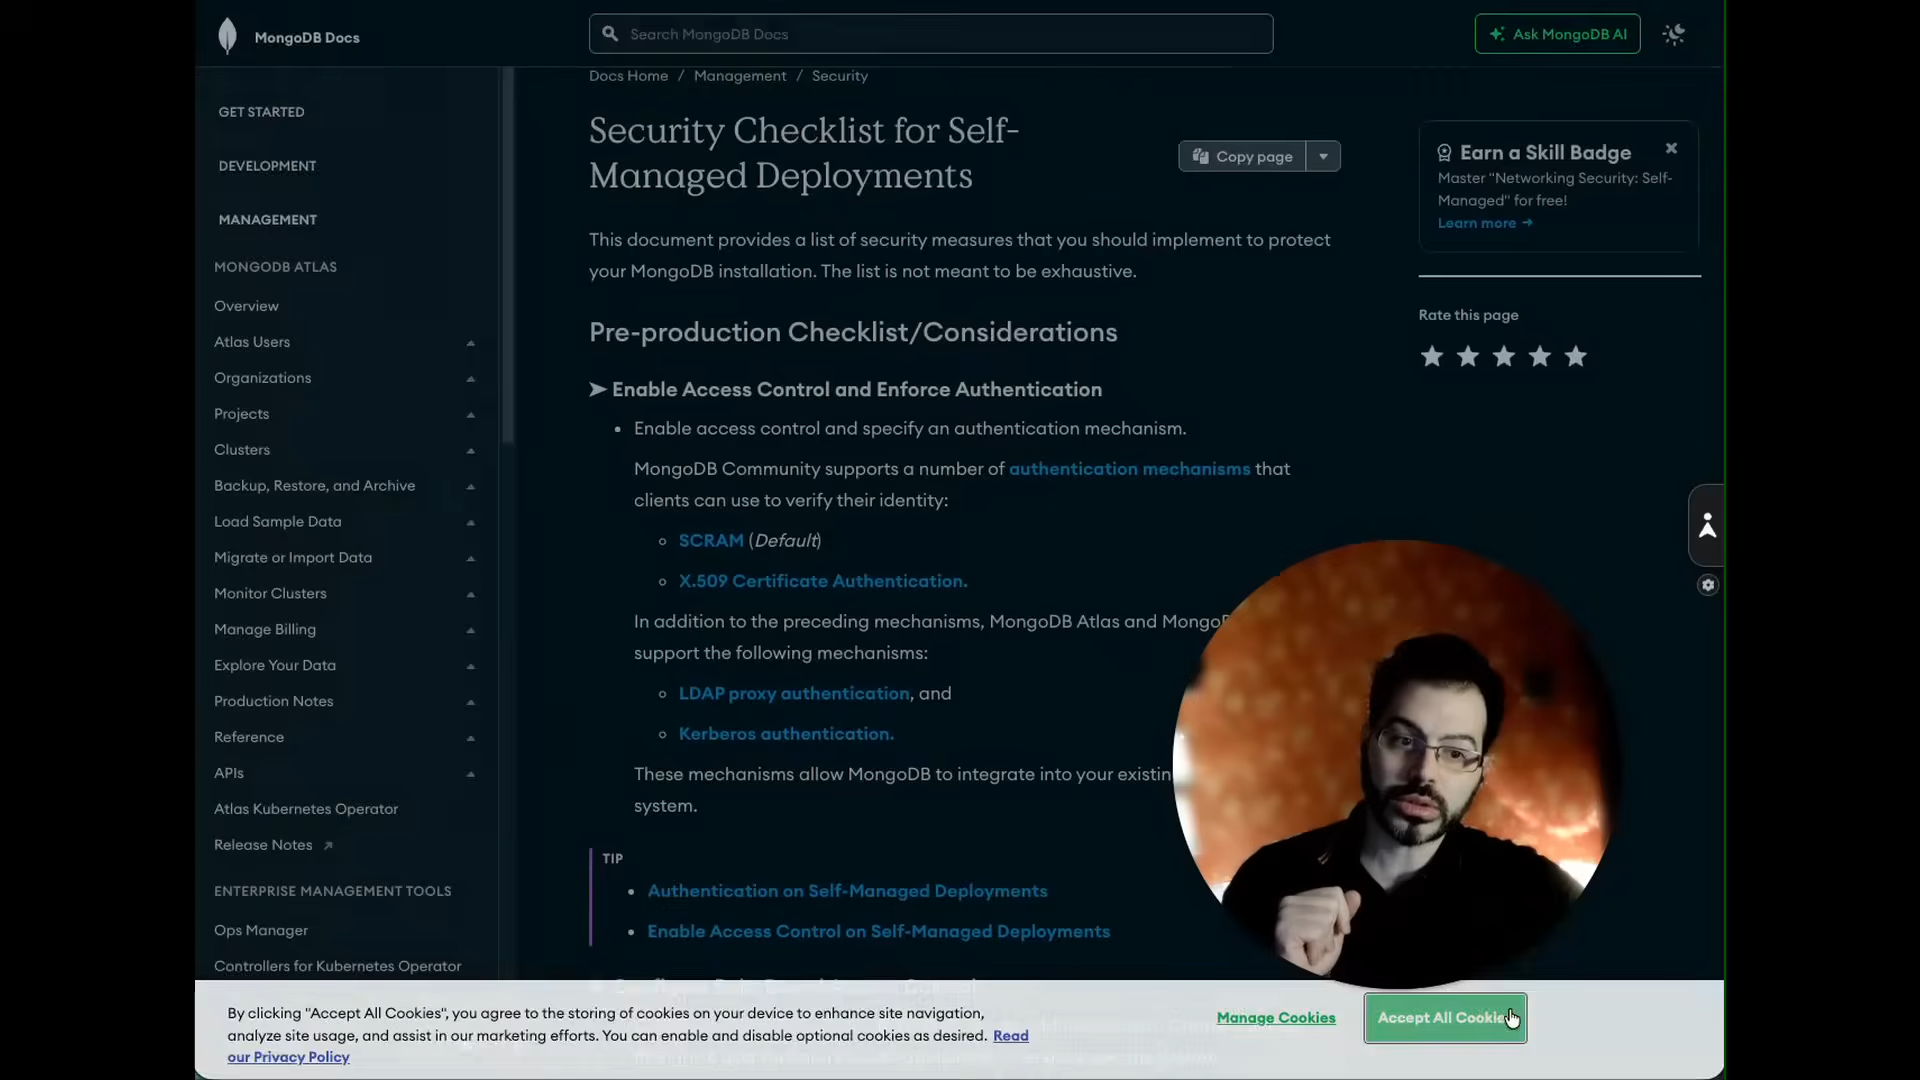 MongoDB Docs
Search MongoDB Docs
Ask MongoDB AI
GET STARTED
DEVELOPMENT
MANAGEMENT
MONGODB ATLAS
Overview
Atlas Users
Organizations
Projects
Clusters
Backup, Restore, and Archive
Load Sample Data
Migrate or Import Data
Monitor Clusters
Manage Billing
Explore Your Data
Production Notes
Reference
APIs
Atlas Kubernetes Operator
Release Notes
ENTERPRISE MANAGEMENT TOOLS
Ops Manager
Controllers for Kubernetes Operator
Docs Home / Management / Security
Security Checklist for Self-
Managed Deployments
Copy page
This document provides a list of security measures that you should implement to protect
your MongoDB installation. The list is not meant to be exhaustive.
Pre-production Checklist/Considerations
➤ Enable Access Control and Enforce Authentication
• Enable access control and specify an authentication mechanism.
MongoDB Community supports a number of authentication mechanisms that
clients can use to verify their identity:
SCRAM (Default)
X.509 Certificate Authentication.
In addition to the preceding mechanisms, MongoDB Atlas and
support the following mechanisms:
LDAP proxy authentication, and
Kerberos authentication.
These mechanisms allow MongoDB to integrate into your
system.
TIP
• Authentication on Self-Managed Deployments
• Enable Access Control on Self-Managed Deployments
Earn a Skill Badge
Master "Networking Security: Self-
Managed" for free!
Learn more →
Rate this page
By clicking "Accept All Cookies", you agree to the storing of cookies on your device to enhance site navigation,
analyze site usage, and assist in our marketing efforts. You can enable and disable optional cookies as desired. Read
our Privacy Policy
Manage Cookies
Accept All